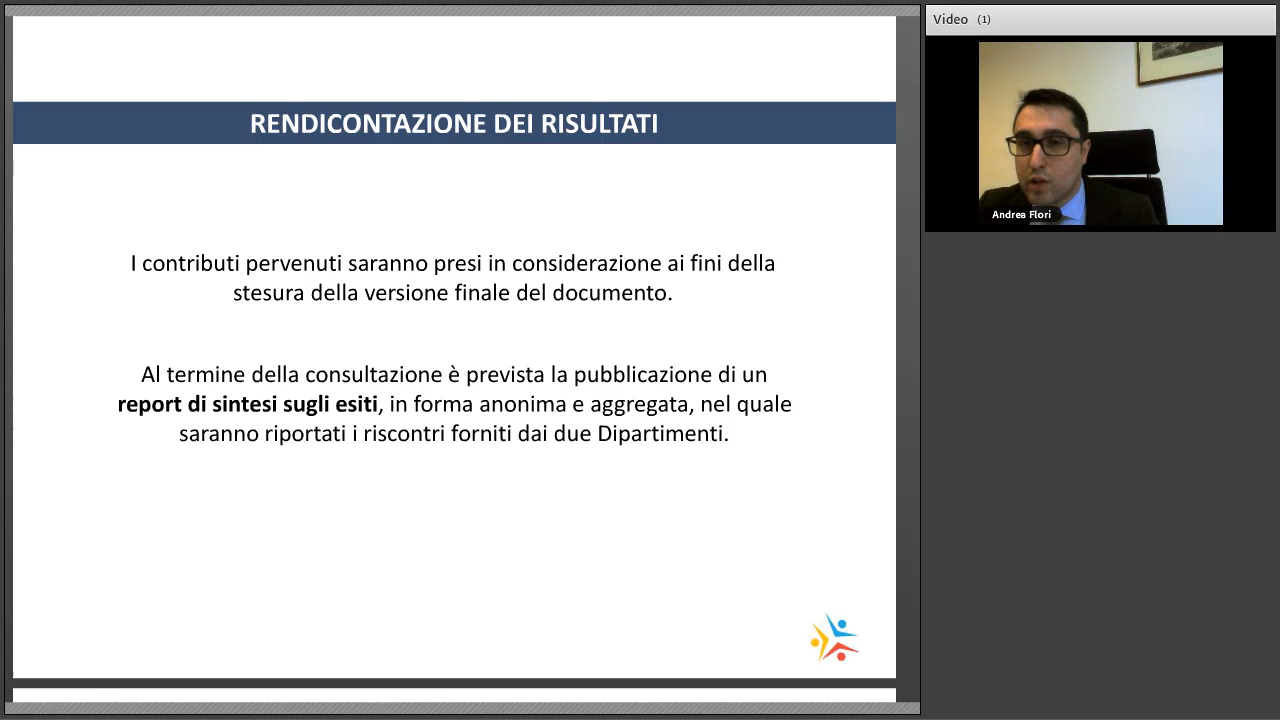 Video (1)
RENDICONTAZIONE DEI RISULTATI
I contributi pervenuti saranno presi in considerazione ai fini della
stesura della versione finale del documento.
Al termine della consultazione è prevista la pubblicazione di un
report di sintesi sugli esiti, in forma anonima e aggregata, nel quale
saranno riportati i riscontri forniti dai due Dipartimenti.
Andrea Flori